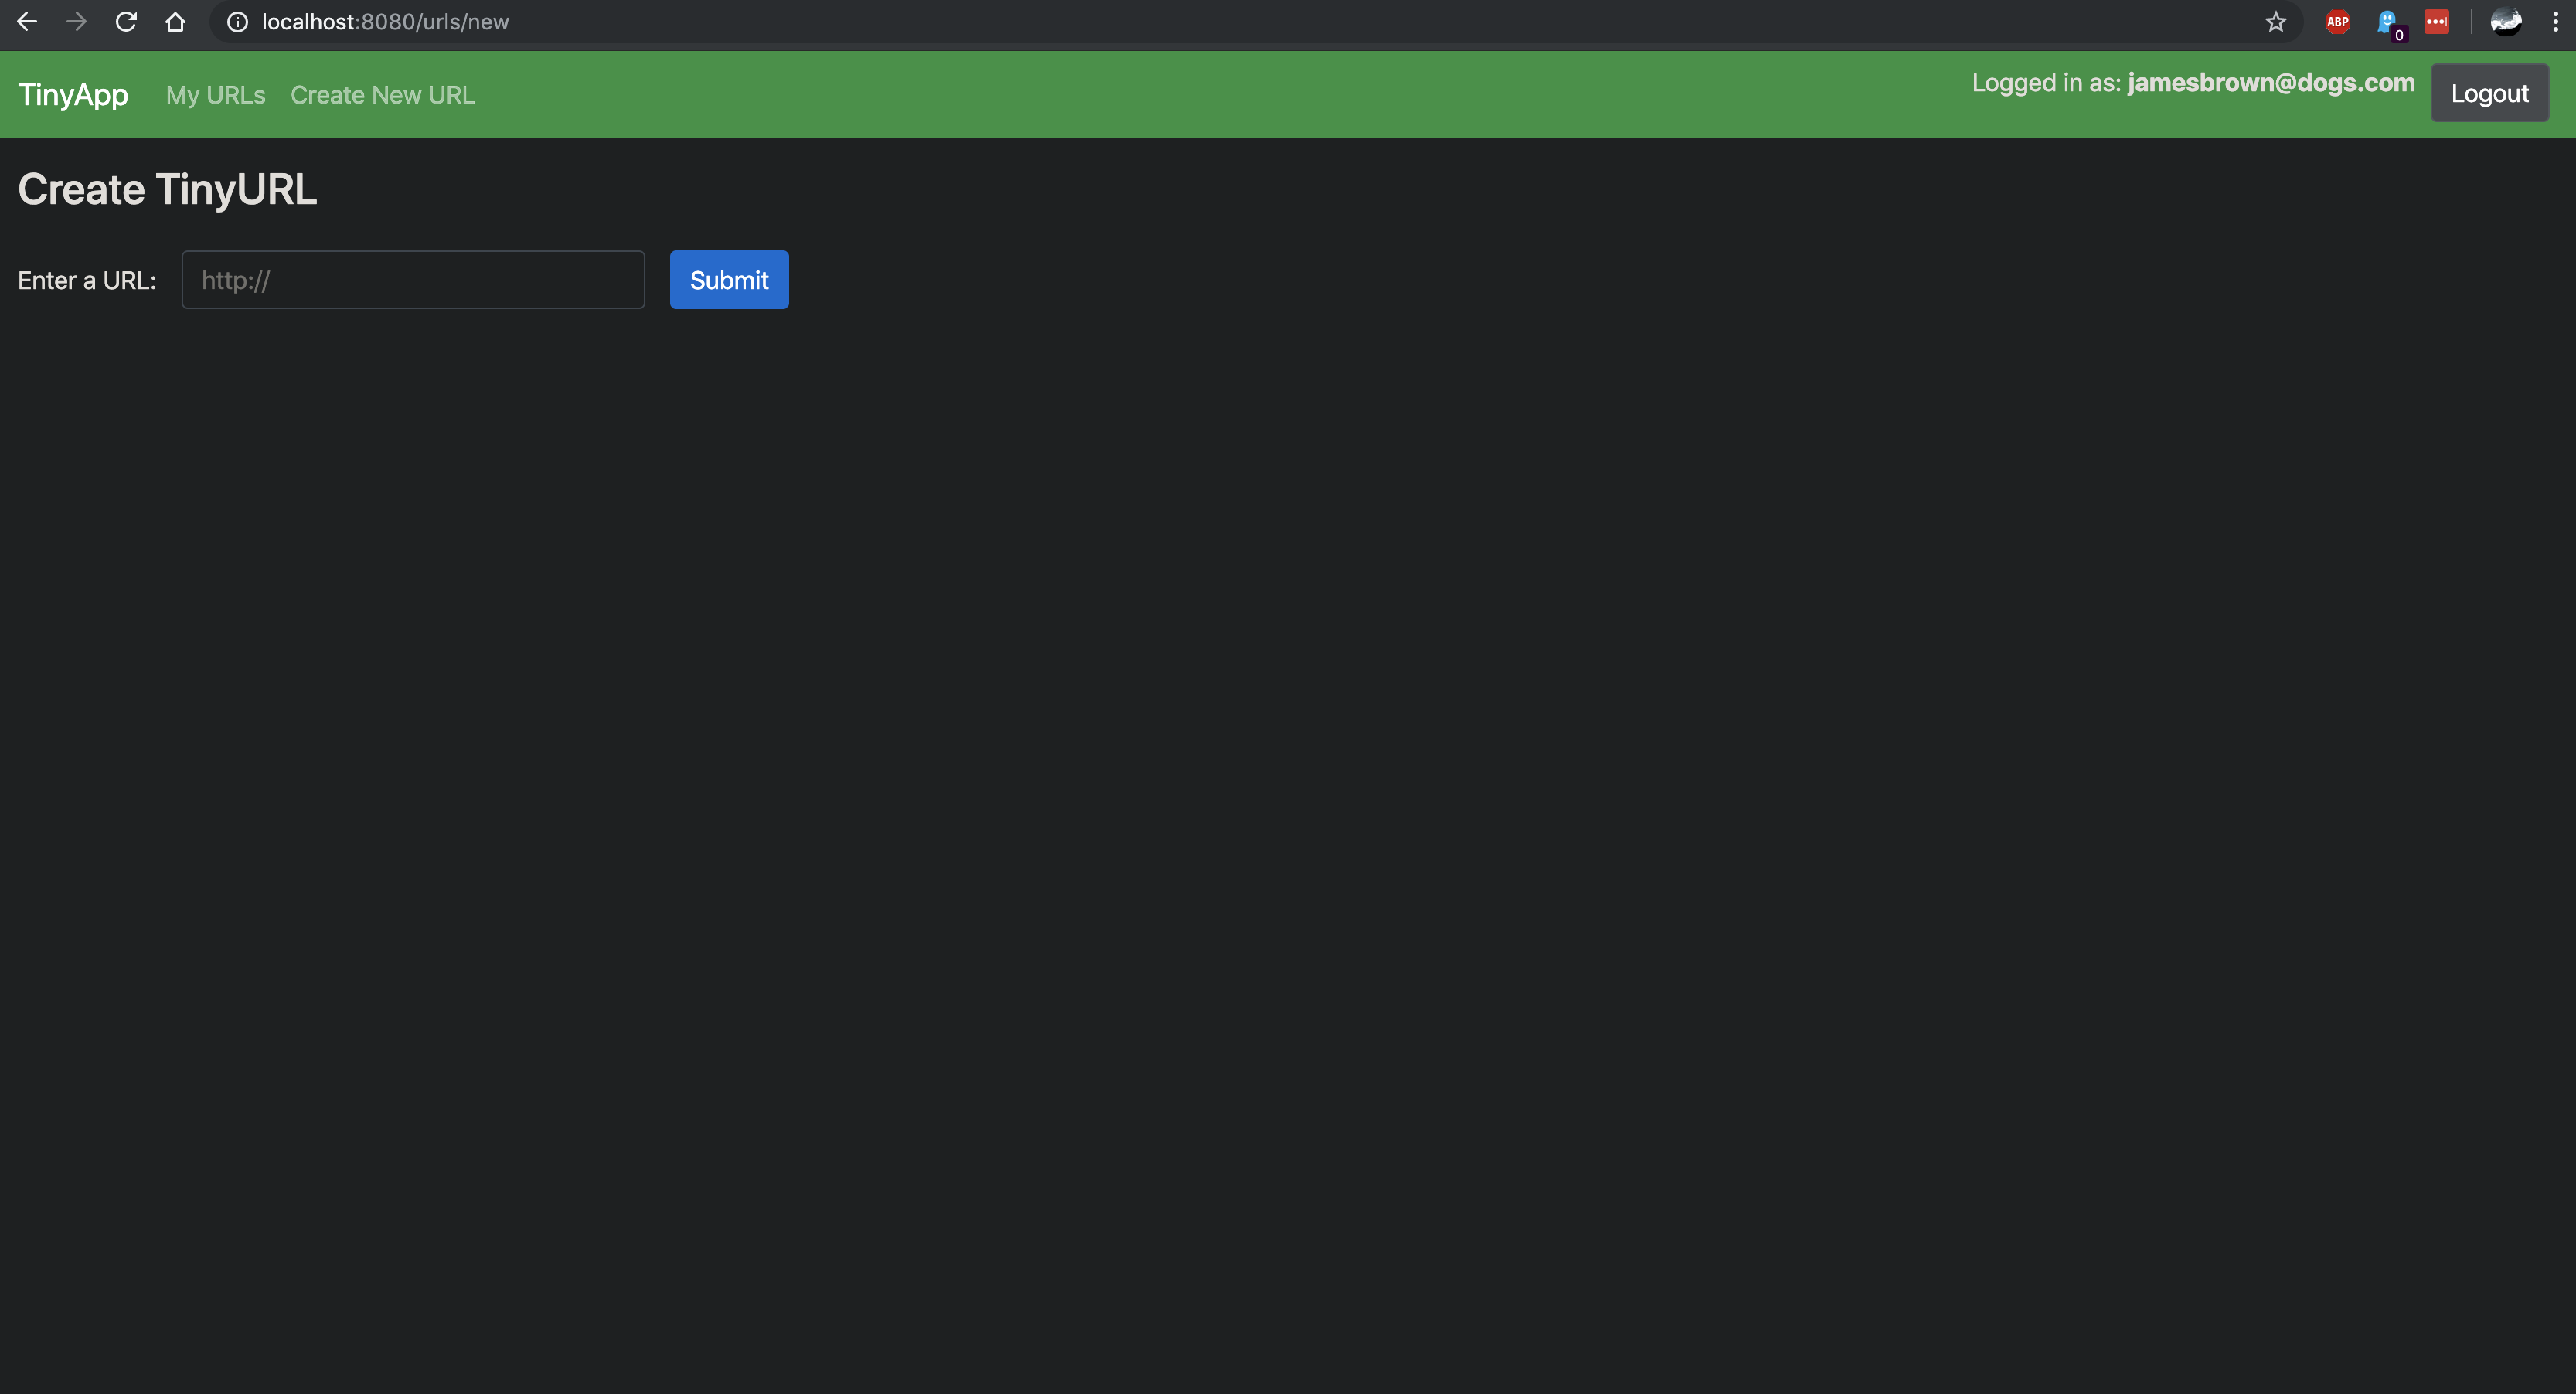 localhost:8080/urls/new
ABP
0
TinyApp My URLs Create New URL Logged in as: jamesbrown@dogs.com Logout
Create TinyURL
Enter a URL: http:// Submit